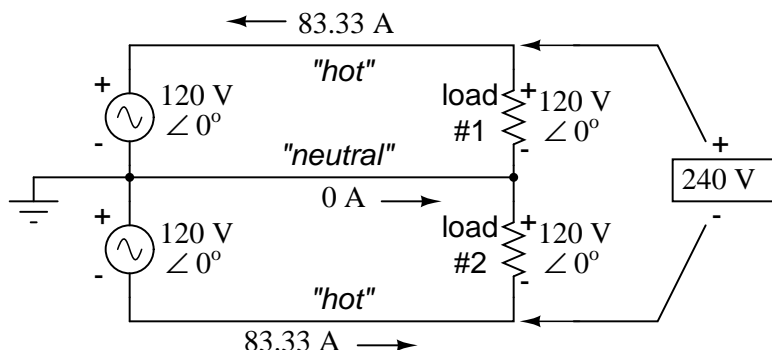 83.33 A
"hot"
+
120 V
∠ 0°
-
load
#1
+
120 V
∠ 0°
-
"neutral"
0 A
+
240 V
-
+
120 V
∠ 0°
-
load
#2
+
120 V
∠ 0°
-
"hot"
83.33 A